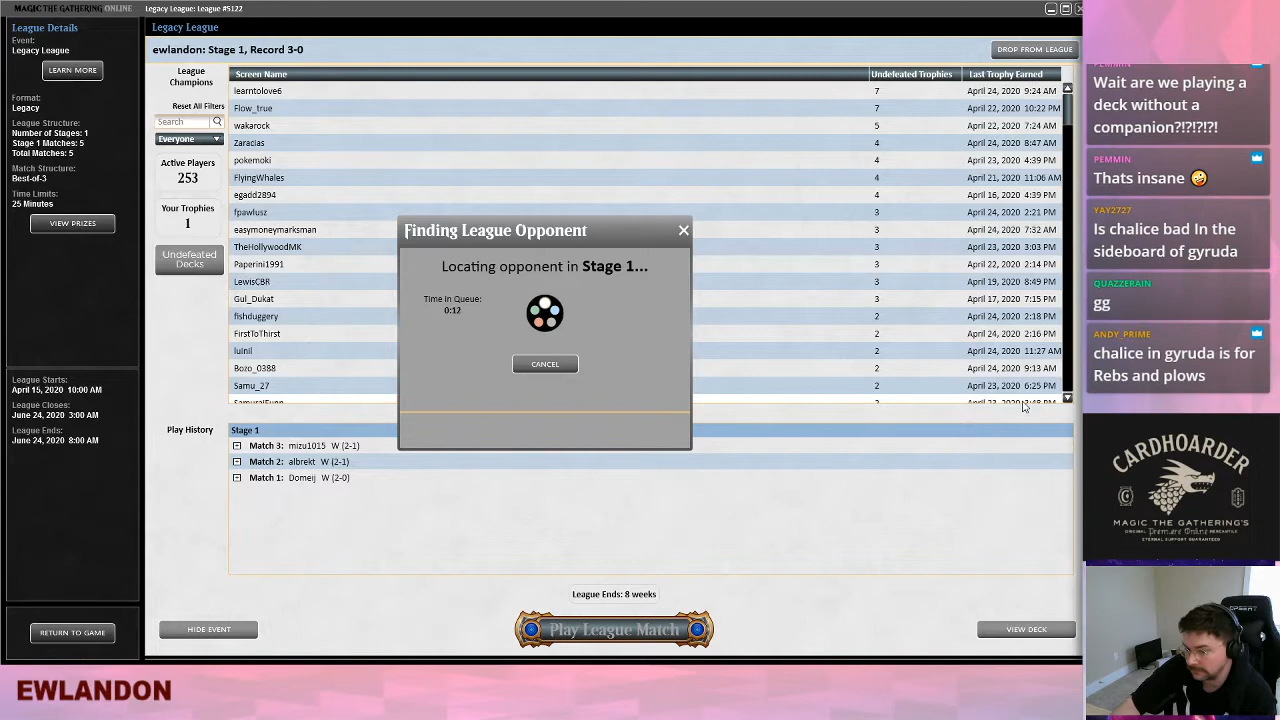 MAGIC THE GATHERING ONLINE
Legacy League: League #5122
League Details
Event:
Legacy League
LEARN MORE
Format:
Legacy
League Structure:
Number of Stages: 1
Stage 1 Matches: 5
Total Matches: 5
Match Structure:
Best-of-3
Time Limits:
25 Minutes
VIEW PRIZES
League Starts:
April 15, 2020 10:00 AM
League Closes:
June 24, 2020 3:00 AM
League Ends:
June 24, 2020 8:00 AM
RETURN TO GAME
Legacy League
ewlandon: Stage 1, Record 3-0
DROP FROM LEAGUE
League
Champions
Reset All Filters
Search
Everyone
Active Players
253
Your Trophies
1
Undefeated
Decks
Screen Name Undefeated Trophies Last Trophy Earned
learntolove6 7 April 24, 2020 9:24 AM
Flow_true 7 April 22, 2020 10:22 PM
wakarock 5 April 22, 2020 7:24 AM
Zaracias 4 April 24, 2020 8:47 AM
pokemoki 4 April 23, 2020 4:39 PM
FlyingWhales 4 April 21, 2020 11:06 AM
egadd2894 4 April 16, 2020 4:39 PM
fpawlusz 3 April 24, 2020 2:21 PM
easymoneymarksman 3 April 24, 2020 7:32 AM
TheHollywoodMK 3 April 23, 2020 3:03 PM
Paperini1991 3 April 22, 2020 2:14 PM
LewisCBR 3 April 19, 2020 8:49 PM
Gul_Dukat 3 April 17, 2020 7:15 PM
fishduggery 2 April 24, 2020 2:18 PM
FirstToThirst 2 April 24, 2020 2:16 PM
luinil 2 April 24, 2020 11:27 AM
Bozo_0388 2 April 24, 2020 9:13 AM
Samu_27 2 April 23, 2020 6:25 PM
SamuraiFunn 2 April 23, 2020 3:48 PM
Finding League Opponent
Locating opponent in Stage 1...
Time In Queue:
0:12
CANCEL
Play History
Stage 1
Match 3: mizu1015 W (2-1)
Match 2: albrekt W (2-1)
Match 1: Domeij W (2-0)
League Ends: 8 weeks
HIDE EVENT
Play League Match
VIEW DECK
PEMMIN
Wait are we playing a
deck without a
companion?!?!?!?!
PEMMIN
Thats insane 🤪
YAY2727
Is chalice bad In the
sideboard of gyruda
QUAZZERAIN
gg
ANDY_PRIME
chalice in gyruda is for
Rebs and plows
CARDHOARDER
MAGIC THE GATHERING'S
ORIGINAL Premiere Online MERCANTILE
ETERNAL SUPPORT GUARANTEED
EWLANDON